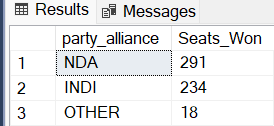 Results Messages
party_alliance Seats_Won
1 NDA 291
2 INDI 234
3 OTHER 18